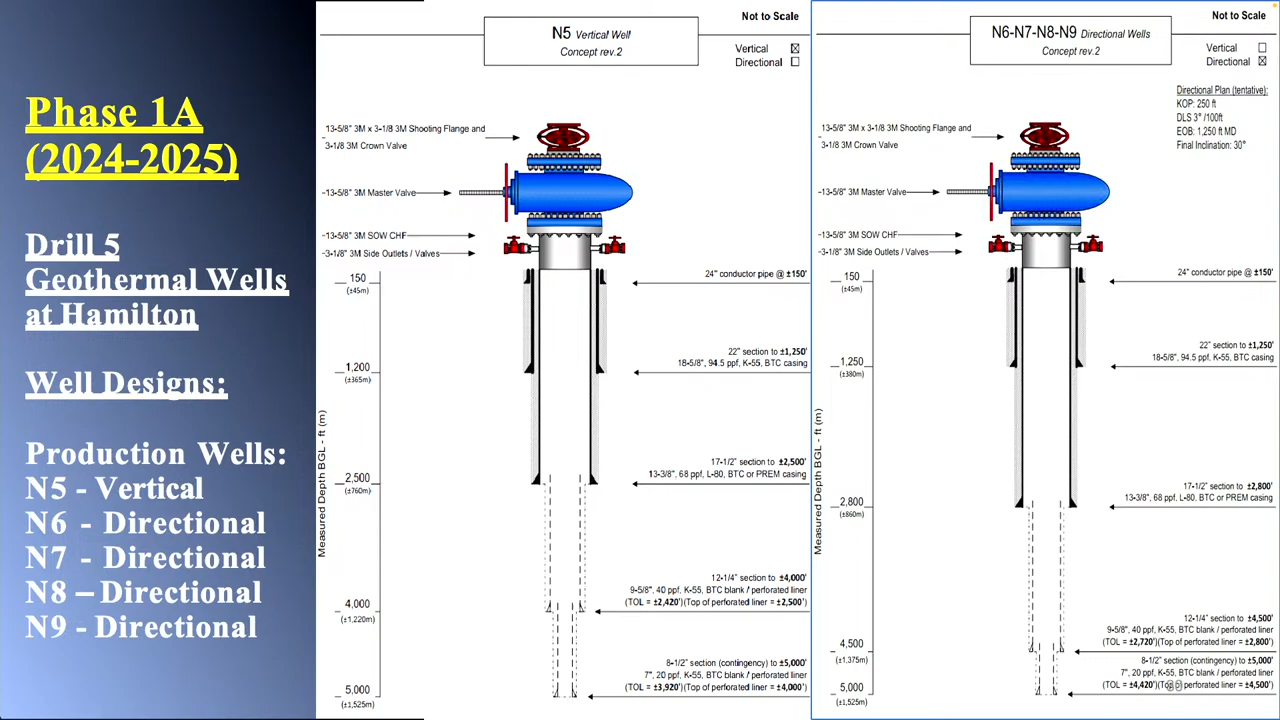 Phase 1A
(2024-2025)
Drill 5
Geothermal Wells
at Hamilton
Well Designs:
Production Wells:
N5 - Vertical
N6 - Directional
N7 - Directional
N8 – Directional
N9 - Directional
Not to Scale
N5 Vertical Well
Concept rev.2
Vertical ☒
Directional ☐
13-5/8" 3M x 3-1/8 3M Shooting Flange and
3-1/8 3M Crown Valve
13-5/8" 3M Master Valve
13-5/8" 3M SOW CHF
3-1/8" 3M Side Outlets / Valves
Measured Depth BGL - ft (m)
150
(±45m)
24" conductor pipe @ ±150'
22" section to ±1,250'
18-5/8", 94.5 ppf, K-55, BTC casing
1,200
(±365m)
17-1/2" section to ±2,500'
13-3/8", 68 ppf, L-80, BTC or PREM casing
2,500
(±760m)
12-1/4" section to ±4,000'
9-5/8", 40 ppf, K-55, BTC blank / perforated liner
(TOL = ±2,420')(Top of perforated liner = ±2,500')
4,000
(±1,220m)
8-1/2" section (contingency) to ±5,000'
7", 20 ppf, K-55, BTC blank / perforated liner
(TOL = ±3,920')(Top of perforated liner = ±4,000')
5,000
(±1,525m)
Not to Scale
N6-N7-N8-N9 Directional Wells
Concept rev.2
Vertical ☐
Directional ☒
Directional Plan (tentative):
KOP: 250 ft
DLS 3° /100ft
EOB: 1,250 ft MD
Final Inclination: 30°
13-5/8" 3M x 3-1/8 3M Shooting Flange and
3-1/8 3M Crown Valve
13-5/8" 3M Master Valve
13-5/8" 3M SOW CHF
3-1/8" 3M Side Outlets / Valves
Measured Depth BGL - ft (m)
150
(±45m)
24" conductor pipe @ ±150'
22" section to ±1,250'
18-5/8", 94.5 ppf, K-55, BTC casing
1,250
(±380m)
17-1/2" section to ±2,800'
13-3/8", 68 ppf, L-80, BTC or PREM casing
2,800
(±860m)
12-1/4" section to ±4,500'
9-5/8", 40 ppf, K-55, BTC blank / perforated liner
(TOL = ±2,720')(Top of perforated liner = ±2,800')
4,500
(±1,375m)
8-1/2" section (contingency) to ±5,000'
7", 20 ppf, K-55, BTC blank / perforated liner
(TOL = ±4,420')(Top of perforated liner = ±4,500')
5,000
(±1,525m)